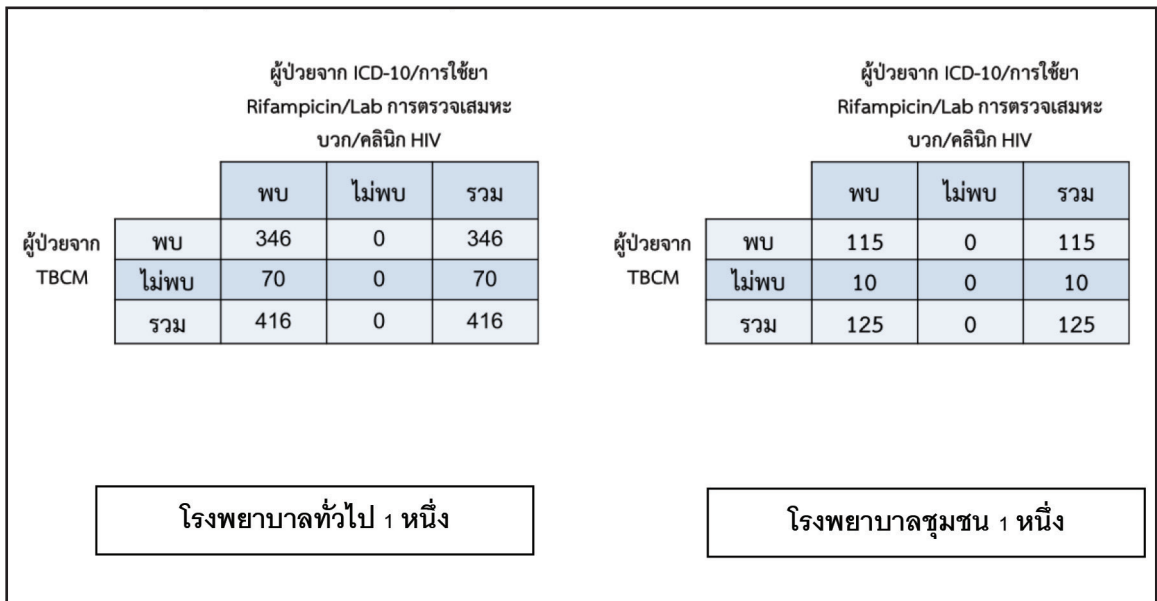 ผู้ป่วยจาก ICD-10/การใช้ยา
Rifampicin/Lab การตรวจเสมหะ
บวก/คลินิก HIV
พบ ไม่พบ รวม
ผู้ป่วยจาก พบ 346 0 346
TBCM ไม่พบ 70 0 70
รวม 416 0 416
โรงพยาบาลทั่วไป 1 หนึ่ง
ผู้ป่วยจาก ICD-10/การใช้ยา
Rifampicin/Lab การตรวจเสมหะ
บวก/คลินิก HIV
พบ ไม่พบ รวม
ผู้ป่วยจาก พบ 115 0 115
TBCM ไม่พบ 10 0 10
รวม 125 0 125
โรงพยาบาลชุมชน 1 หนึ่ง